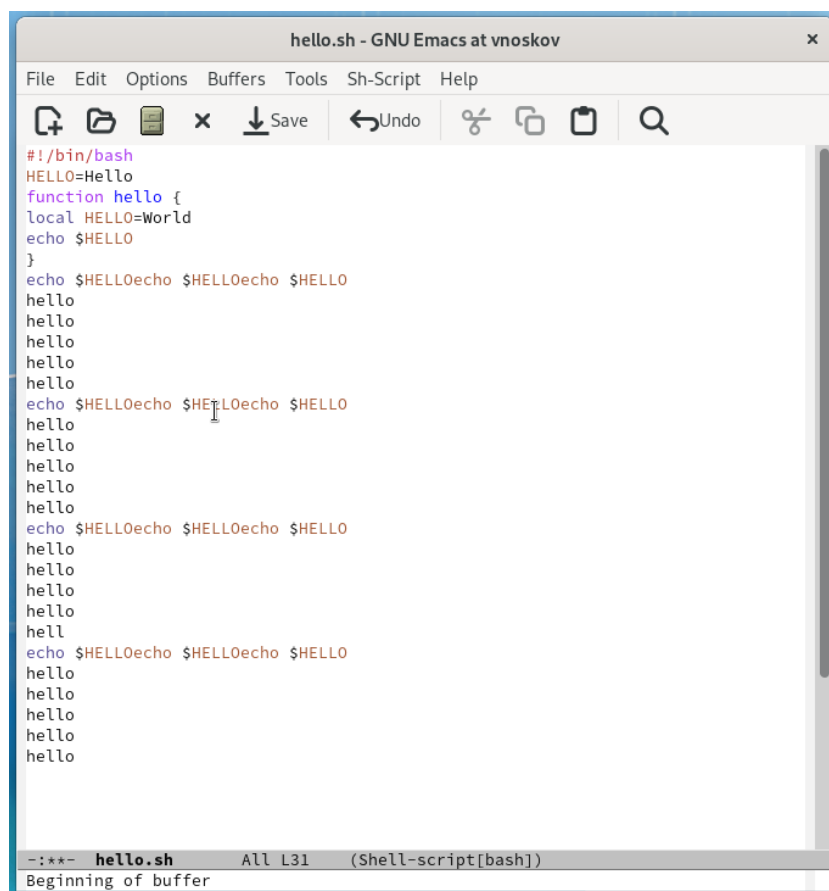 hello.sh - GNU Emacs at vnoskov
File Edit Options Buffers Tools Sh-Script Help
Save Undo
#!/bin/bash
HELLO=Hello
function hello {
local HELLO=World
echo $HELLO
}
echo $HELLOecho $HELLOecho $HELLO
hello
hello
hello
hello
hello
echo $HELLOecho $HELLOecho $HELLO
hello
hello
hello
hello
hello
echo $HELLOecho $HELLOecho $HELLO
hello
hello
hello
hello
hell
echo $HELLOecho $HELLOecho $HELLO
hello
hello
hello
hello
hello
-:**- hello.sh All L31 (Shell-script[bash])
Beginning of buffer